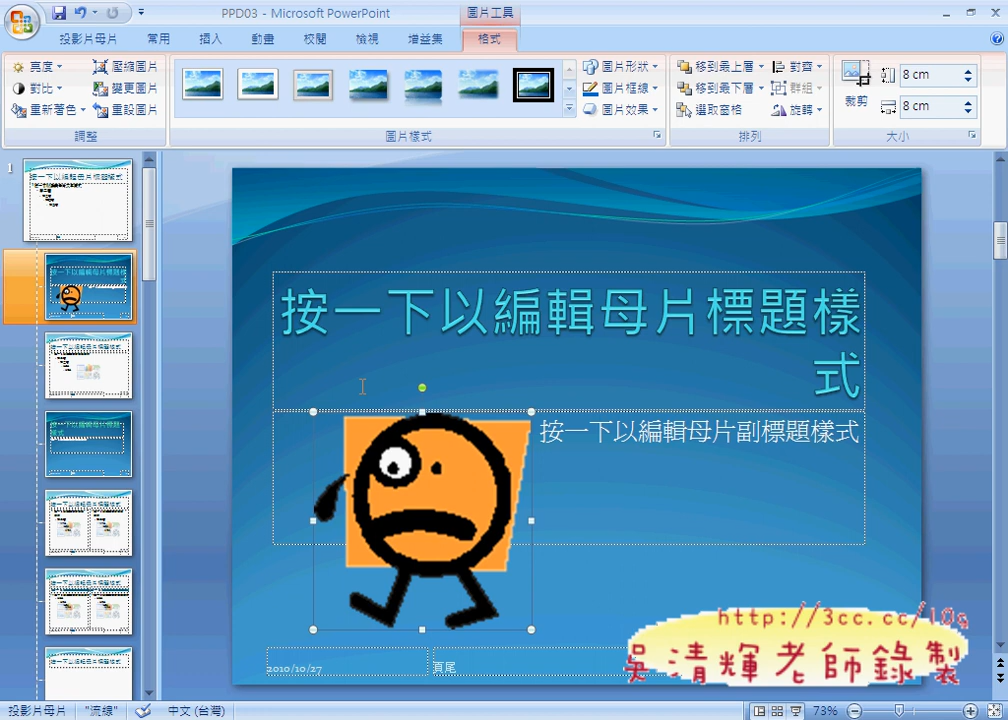 PPD03 - Microsoft PowerPoint
圖片工具
投影片母片 常用 插入 動畫 校閱 檢視 增益集 格式
亮度 壓縮圖片
對比 變更圖片
重新著色 重設圖片
調整
圖片樣式
圖片形狀
圖片框線
圖片效果
移到最上層 對齊
移到最下層 群組
選取窗格 旋轉
排列
裁剪
8 cm
8 cm
大小
1
按一下以編輯母片標題樣
式
按一下以編輯母片副標題樣式
2010/10/27
頁尾
http://3cc.cc/10q
吳清輝老師錄製
投影片母片 "流線" 中文 (台灣) 73%